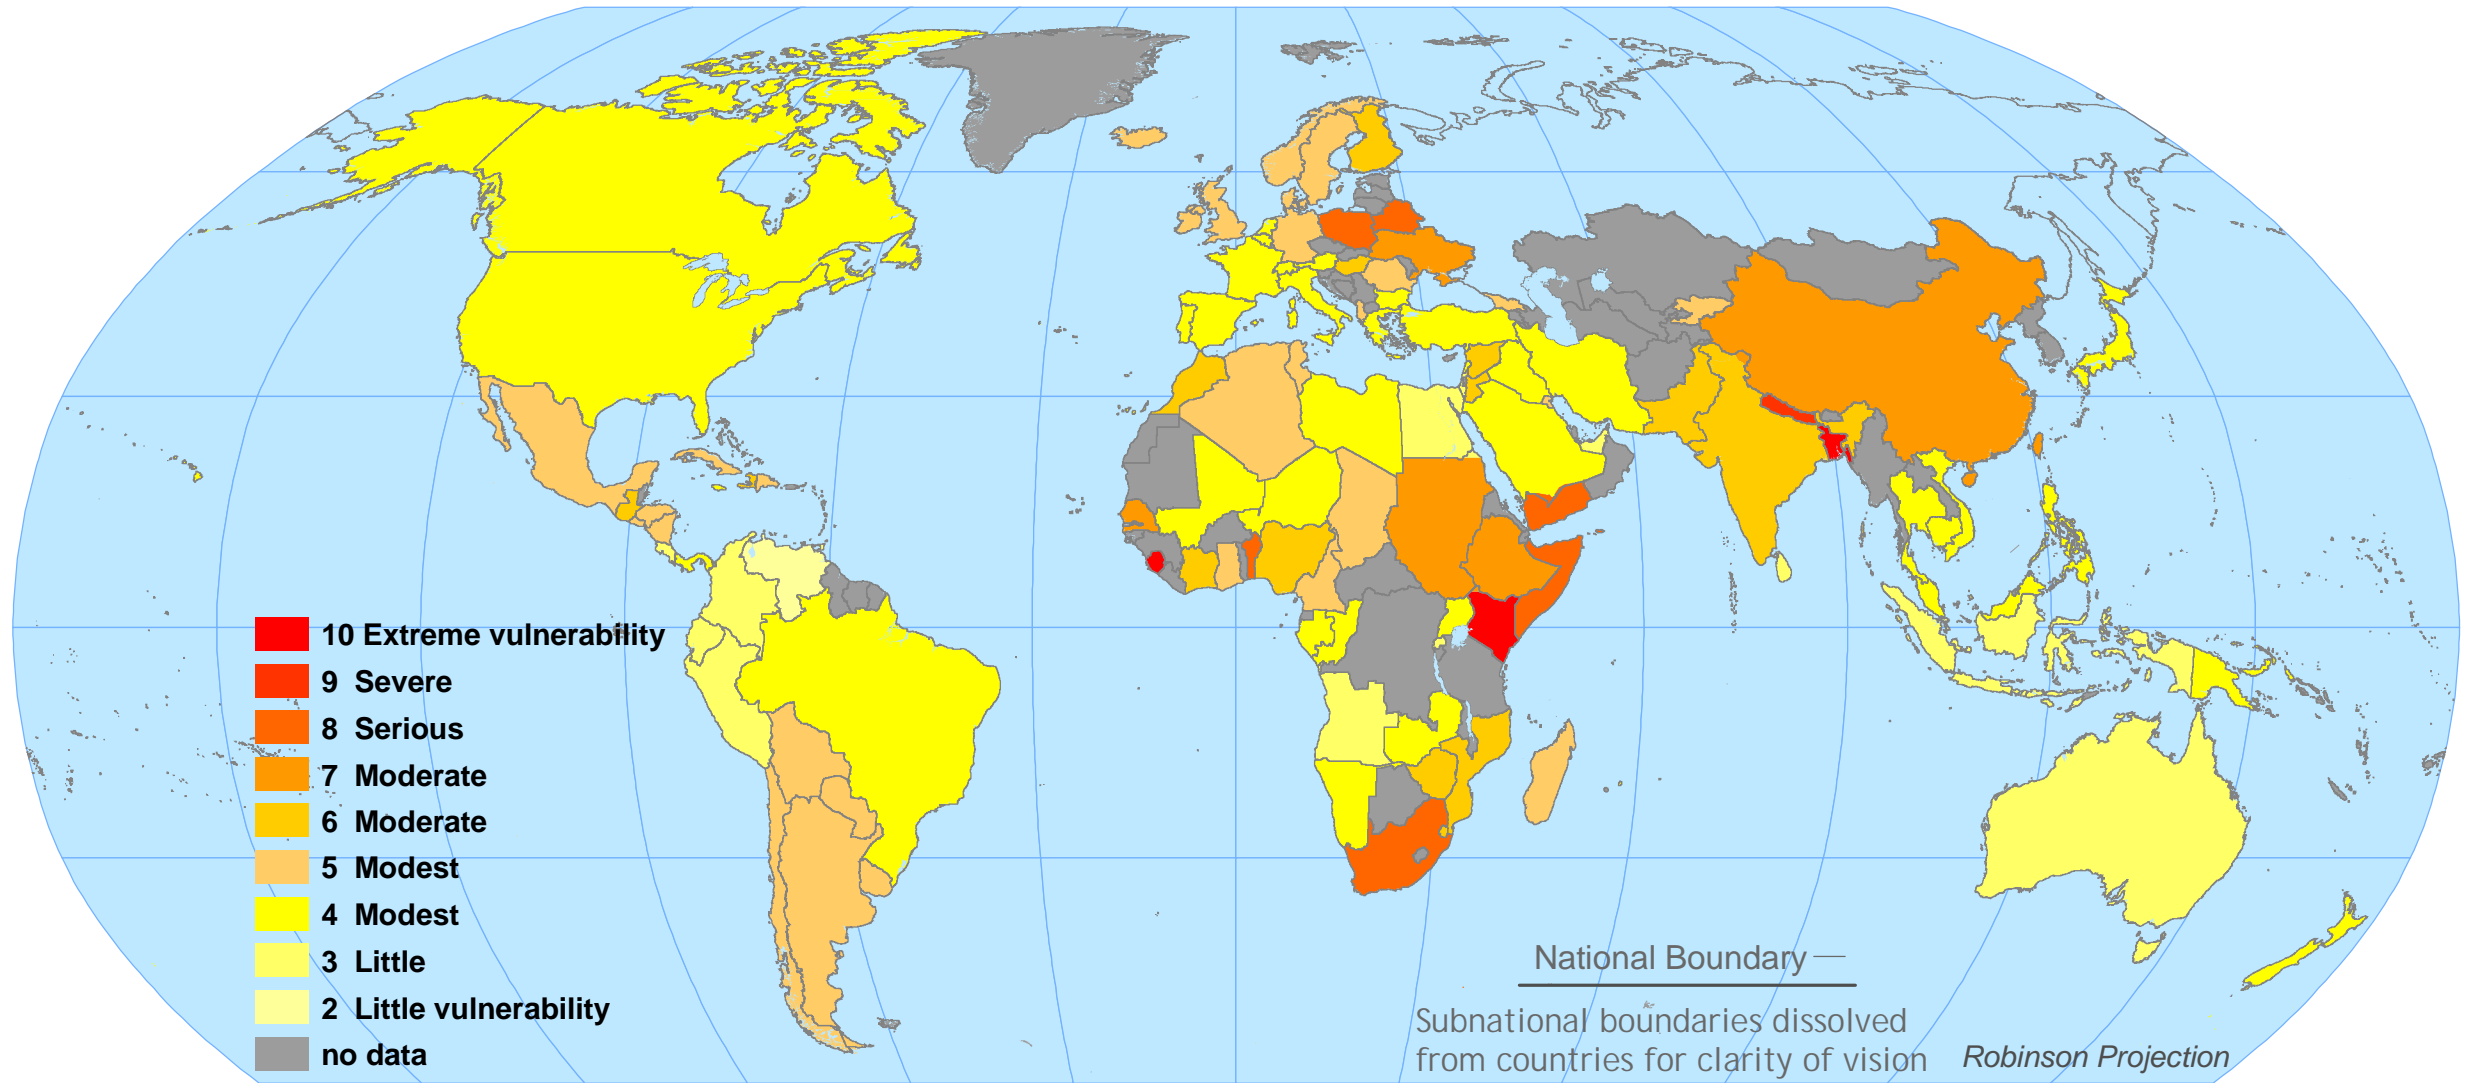 10 Extreme vulnerability
9 Severe
8 Serious
7 Moderate
6 Moderate
5 Modest
4 Modest
3 Little
2 Little vulnerability
no data
National Boundary
Subnational boundaries dissolved
from countries for clarity of vision
Robinson Projection